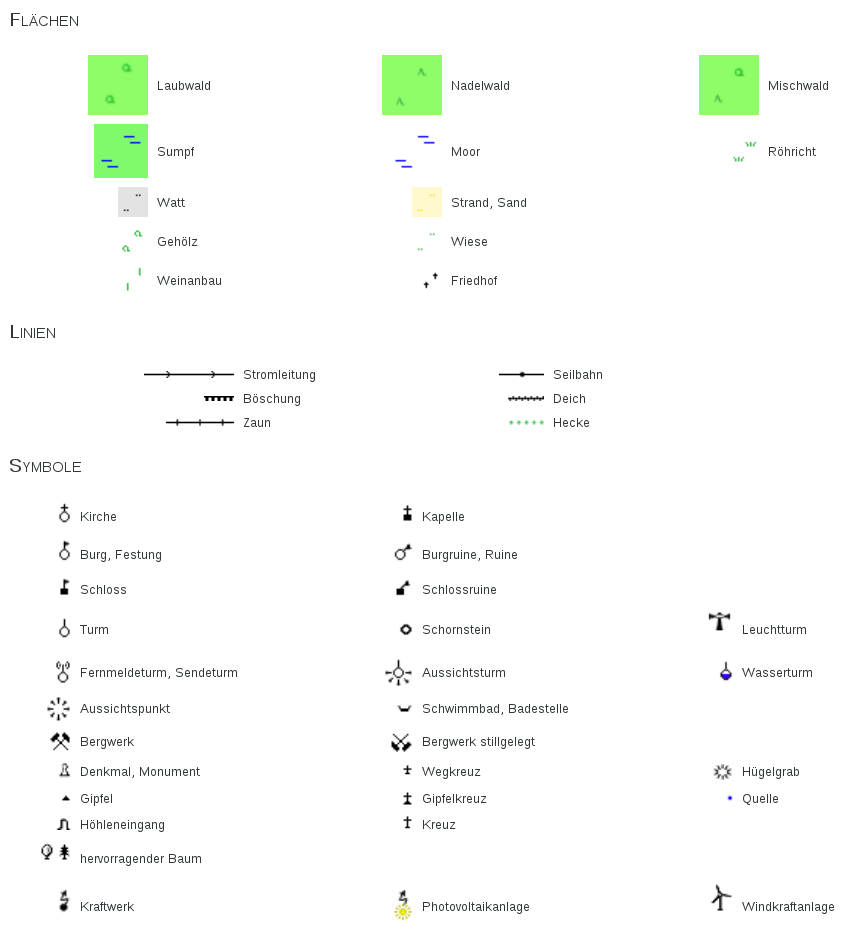 FLÄCHEN
Laubwald Nadelwald Mischwald
Sumpf Moor Röhricht
Watt Strand, Sand
Gehölz Wiese
Weinanbau Friedhof
LINIEN
Stromleitung Seilbahn
Böschung Deich
Zaun Hecke
SYMBOLE
Kirche Kapelle
Burg, Festung Burgruine, Ruine
Schloss Schlossruine
Turm Schornstein Leuchtturm
Fernmeldeturm, Sendeturm Aussichtsturm Wasserturm
Aussichtspunkt Schwimmbad, Badestelle
Bergwerk Bergwerk stillgelegt
Denkmal, Monument Wegkreuz Hügelgrab
Gipfel Gipfelkreuz Quelle
Höhleneingang Kreuz
hervorragender Baum
Kraftwerk Photovoltaikanlage Windkraftanlage